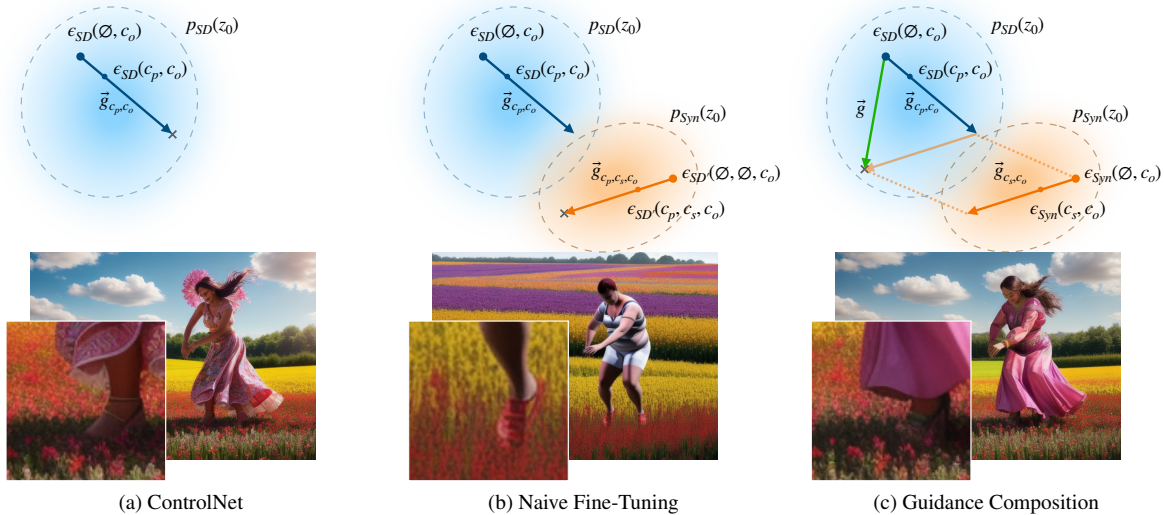 ϵ_SD(∅, c_o)
p_SD(z_0)
ϵ_SD(c_p, c_o)
g⃗_{c_p,c_o}
(a) ControlNet
ϵ_SD(∅, c_o)
p_SD(z_0)
ϵ_SD(c_p, c_o)
g⃗_{c_p,c_o}
p_Syn(z_0)
g⃗_{c_p,c_s,c_o}
ϵ_SD′(∅, ∅, c_o)
ϵ_SD′(c_p, c_s, c_o)
(b) Naive Fine-Tuning
ϵ_SD(∅, c_o)
p_SD(z_0)
ϵ_SD(c_p, c_o)
g⃗
g⃗_{c_p,c_o}
p_Syn(z_0)
g⃗_{c_s,c_o}
ϵ_Syn(∅, c_o)
ϵ_Syn(c_s, c_o)
(c) Guidance Composition